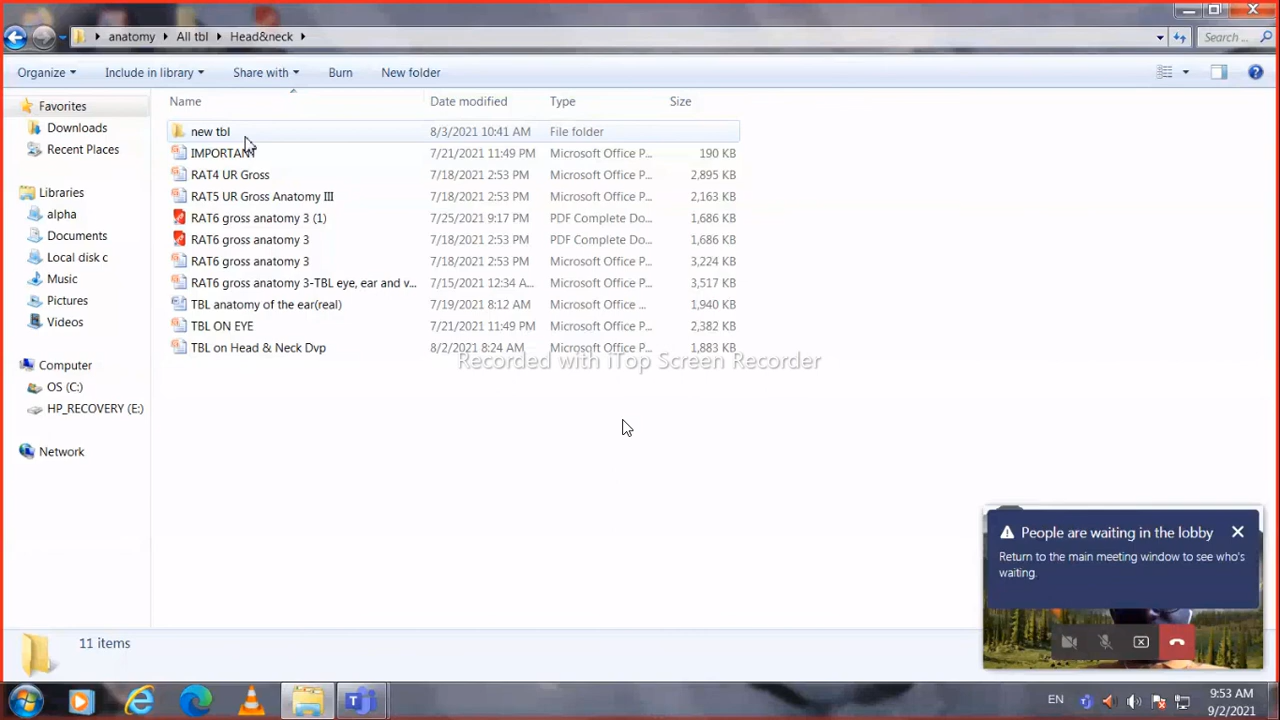 anatomy All tbl Head&neck
Search ...
Organize Include in library Share with Burn New folder
Favorites
Downloads
Recent Places
Libraries
alpha
Documents
Local disk c
Music
Pictures
Videos
Computer
OS (C:)
HP_RECOVERY (E:)
Network
Name Date modified Type Size
new tbl 8/3/2021 10:41 AM File folder
IMPORTANT 7/21/2021 11:49 PM Microsoft Office P... 190 KB
RAT4 UR Gross 7/18/2021 2:53 PM Microsoft Office P... 2,895 KB
RAT5 UR Gross Anatomy III 7/18/2021 2:53 PM Microsoft Office P... 2,163 KB
RAT6 gross anatomy 3 (1) 7/25/2021 9:17 PM PDF Complete Do... 1,686 KB
RAT6 gross anatomy 3 7/18/2021 2:53 PM PDF Complete Do... 1,686 KB
RAT6 gross anatomy 3 7/18/2021 2:53 PM Microsoft Office P... 3,224 KB
RAT6 gross anatomy 3-TBL eye, ear and v... 7/15/2021 12:34 A... Microsoft Office P... 3,517 KB
TBL anatomy of the ear(real) 7/19/2021 8:12 AM Microsoft Office ... 1,940 KB
TBL ON EYE 7/21/2021 11:49 PM Microsoft Office P... 2,382 KB
TBL on Head & Neck Dvp 8/2/2021 8:24 AM Microsoft Office P... 1,883 KB
Recorded with iTop Screen Recorder
People are waiting in the lobby
Return to the main meeting window to see who's
waiting.
11 items
EN
9:53 AM
9/2/2021